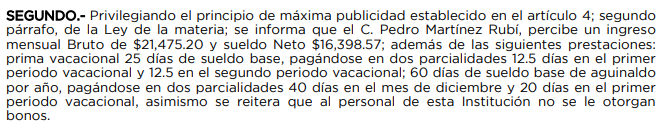 SEGUNDO.- Privilegiando el principio de máxima publicidad establecido en el artículo 4; segundo
párrafo, de la Ley de la materia; se informa que el C. Pedro Martínez Rubí, percibe un ingreso
mensual Bruto de $21,475.20 y sueldo Neto $16,398.57; además de las siguientes prestaciones:
prima vacacional 25 días de sueldo base, pagándose en dos parcialidades 12.5 días en el primer
periodo vacacional y 12.5 en el segundo periodo vacacional; 60 días de sueldo base de aguinaldo
por año, pagándose en dos parcialidades 40 días en el mes de diciembre y 20 días en el primer
periodo vacacional, asimismo se reitera que al personal de esta Institución no se le otorgan
bonos.